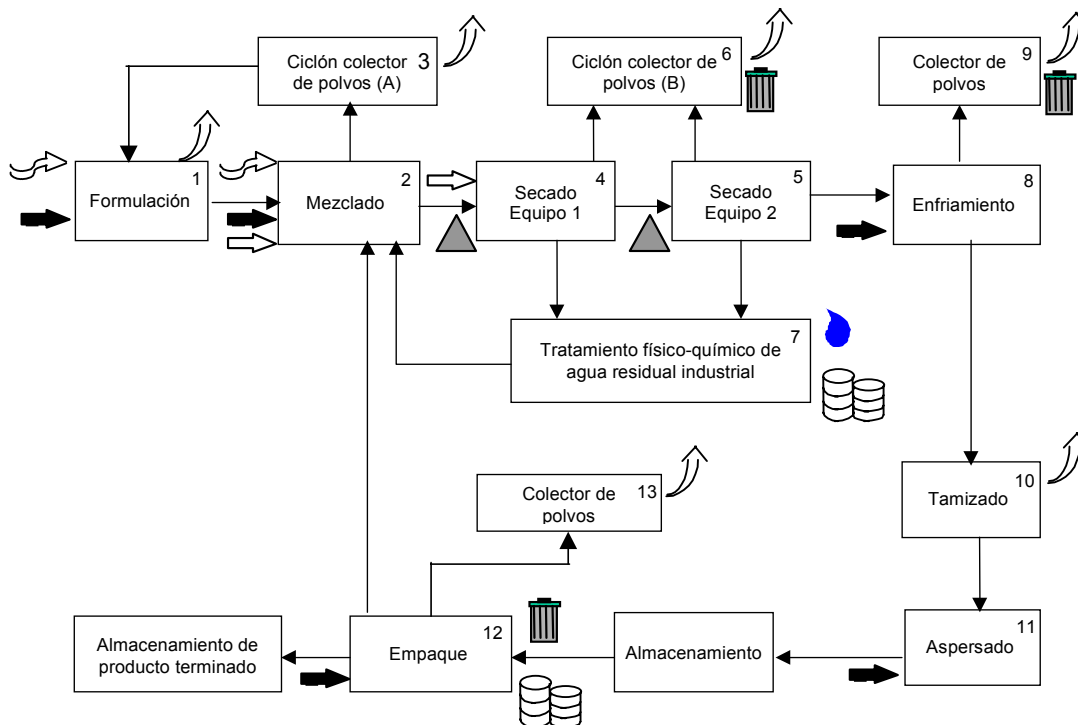 Ciclón colector
de polvos (A)
3
Ciclón colector de
polvos (B)
6
Colector de
polvos
9
Formulación
1
Mezclado
2
Secado
Equipo 1
4
Secado
Equipo 2
5
Enfriamiento
8
Tratamiento físico-químico de
agua residual industrial
7
Colector de
polvos
13
Tamizado
10
Almacenamiento de
producto terminado
Empaque
12
Almacenamiento
Aspersado
11